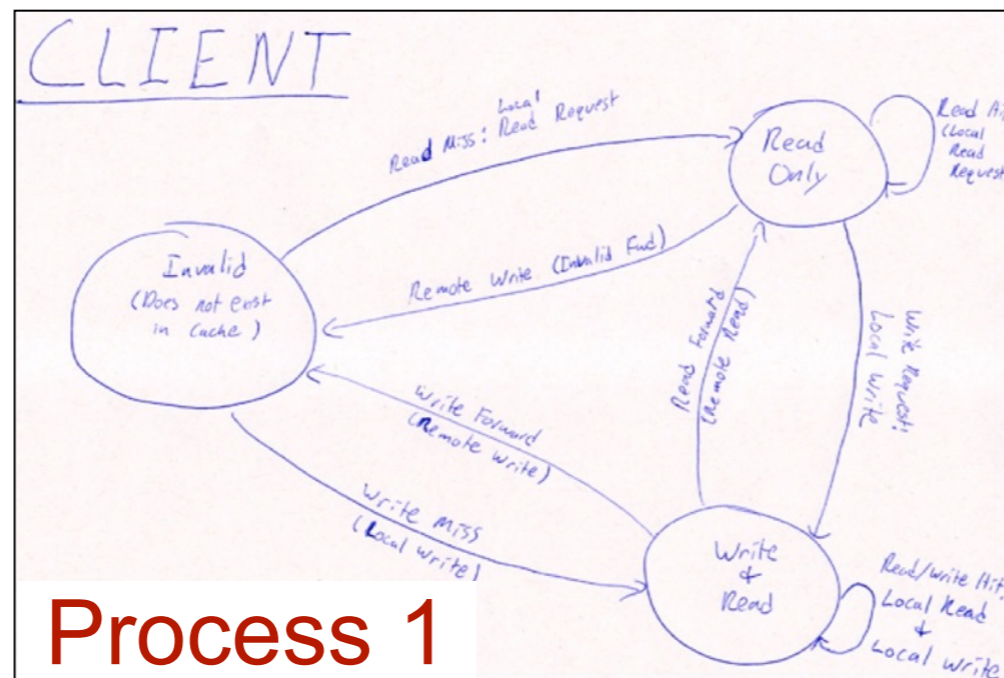 CLIENT
Read Miss: Local Read Request
Read
Only
Read Hi
(Local
Read
Request
Invalid
(Does not exist
in Cache)
Remote Write (Invalid Fwd)
Read Forward
(Remote Read)
Write Request:
Local Write
Write Forward
(Remote Write)
Write Miss
(Local Write)
Write
&
Read
Read/Write Hit:
Local Read
&
Local Write
Process 1